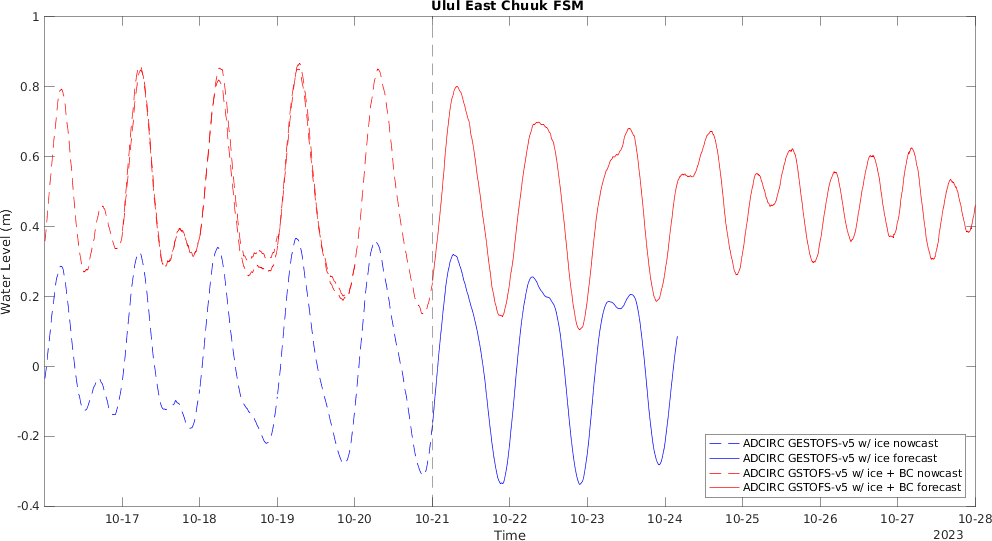 Ulul East Chuuk FSM
1
0.8
0.6
0.4
0.2
0
-0.2
-0.4
Water Level (m)
10-17 10-18 10-19 10-20 10-21 10-22 10-23 10-24 10-25 10-26 10-27 10-28
Time
2023
ADCIRC GESTOFS-v5 w/ ice nowcast
ADCIRC GESTOFS-v5 w/ ice forecast
ADCIRC GSTOFS-v5 w/ ice + BC nowcast
ADCIRC GSTOFS-v5 w/ ice + BC forecast